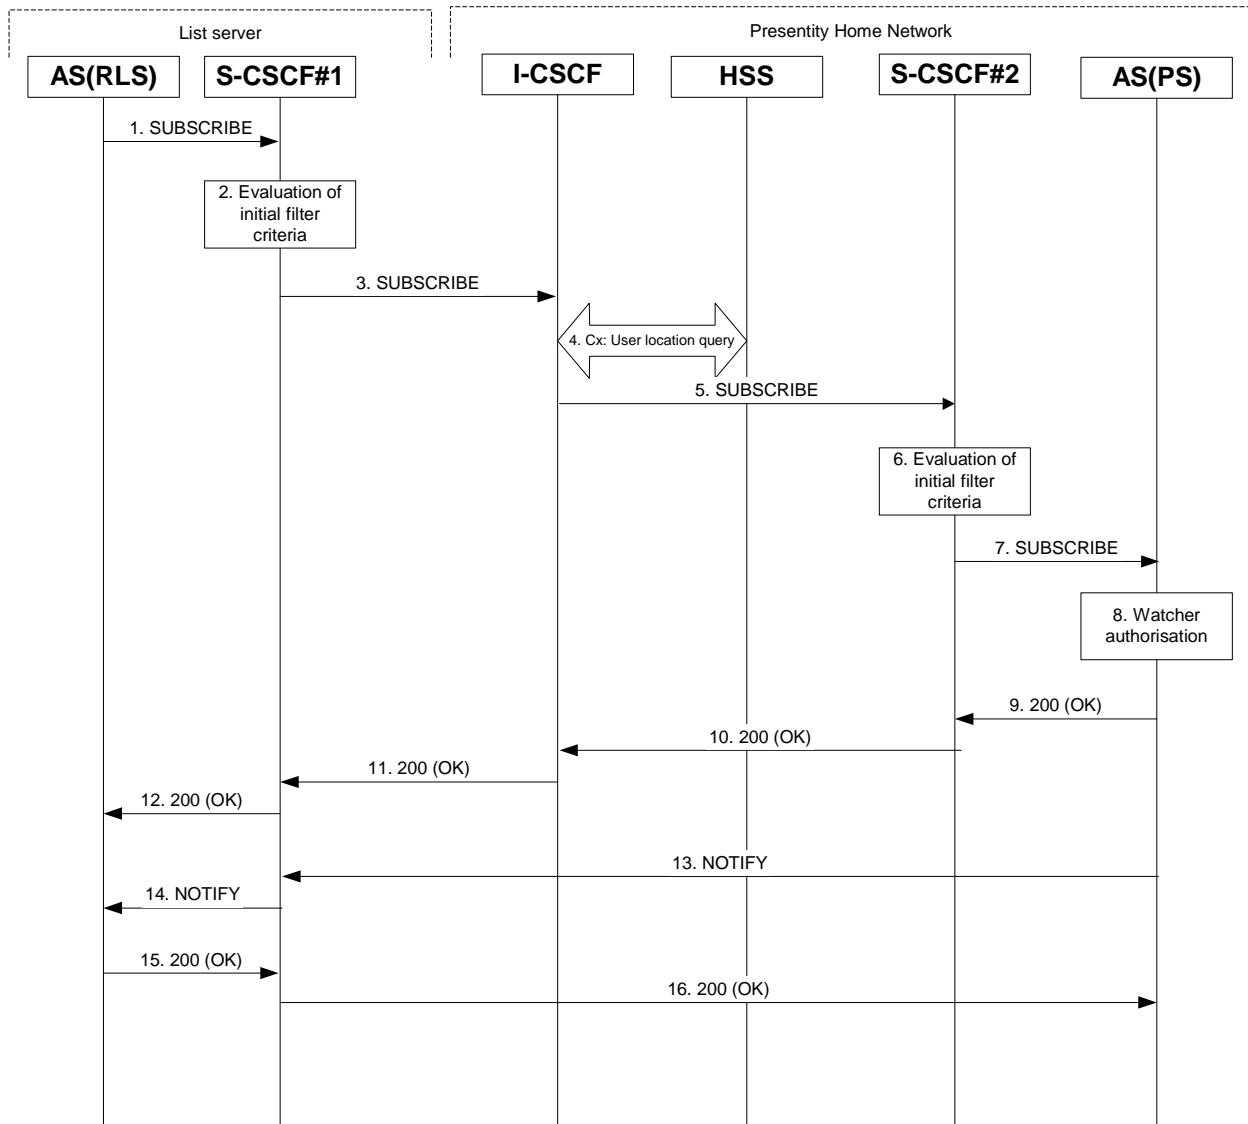 List server
Presentity Home Network
AS(RLS)
S-CSCF#1
I-CSCF
HSS
S-CSCF#2
AS(PS)
1. SUBSCRIBE
2. Evaluation of
initial filter
criteria
3. SUBSCRIBE
4. Cx: User location query
5. SUBSCRIBE
6. Evaluation of
initial filter
criteria
7. SUBSCRIBE
8. Watcher
authorisation
9. 200 (OK)
10. 200 (OK)
11. 200 (OK)
12. 200 (OK)
13. NOTIFY
14. NOTIFY
15. 200 (OK)
16. 200 (OK)